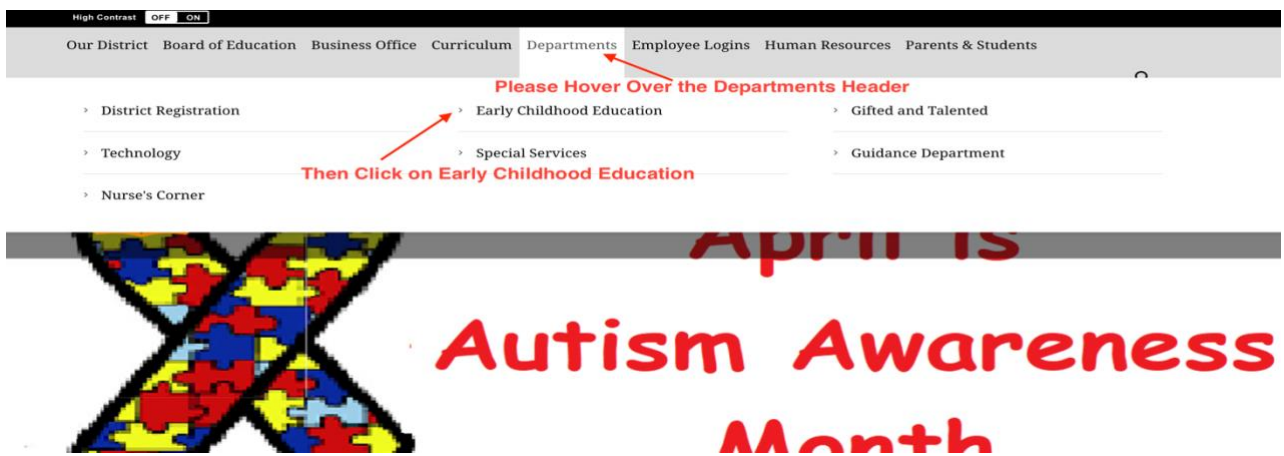 High Contrast OFF ON
Our District Board of Education Business Office Curriculum Departments Employee Logins Human Resources Parents & Students
Please Hover Over the Departments Header
District Registration Early Childhood Education Gifted and Talented
Technology Special Services Guidance Department
Then Click on Early Childhood Education
Nurse's Corner
April is
Autism Awareness
Month